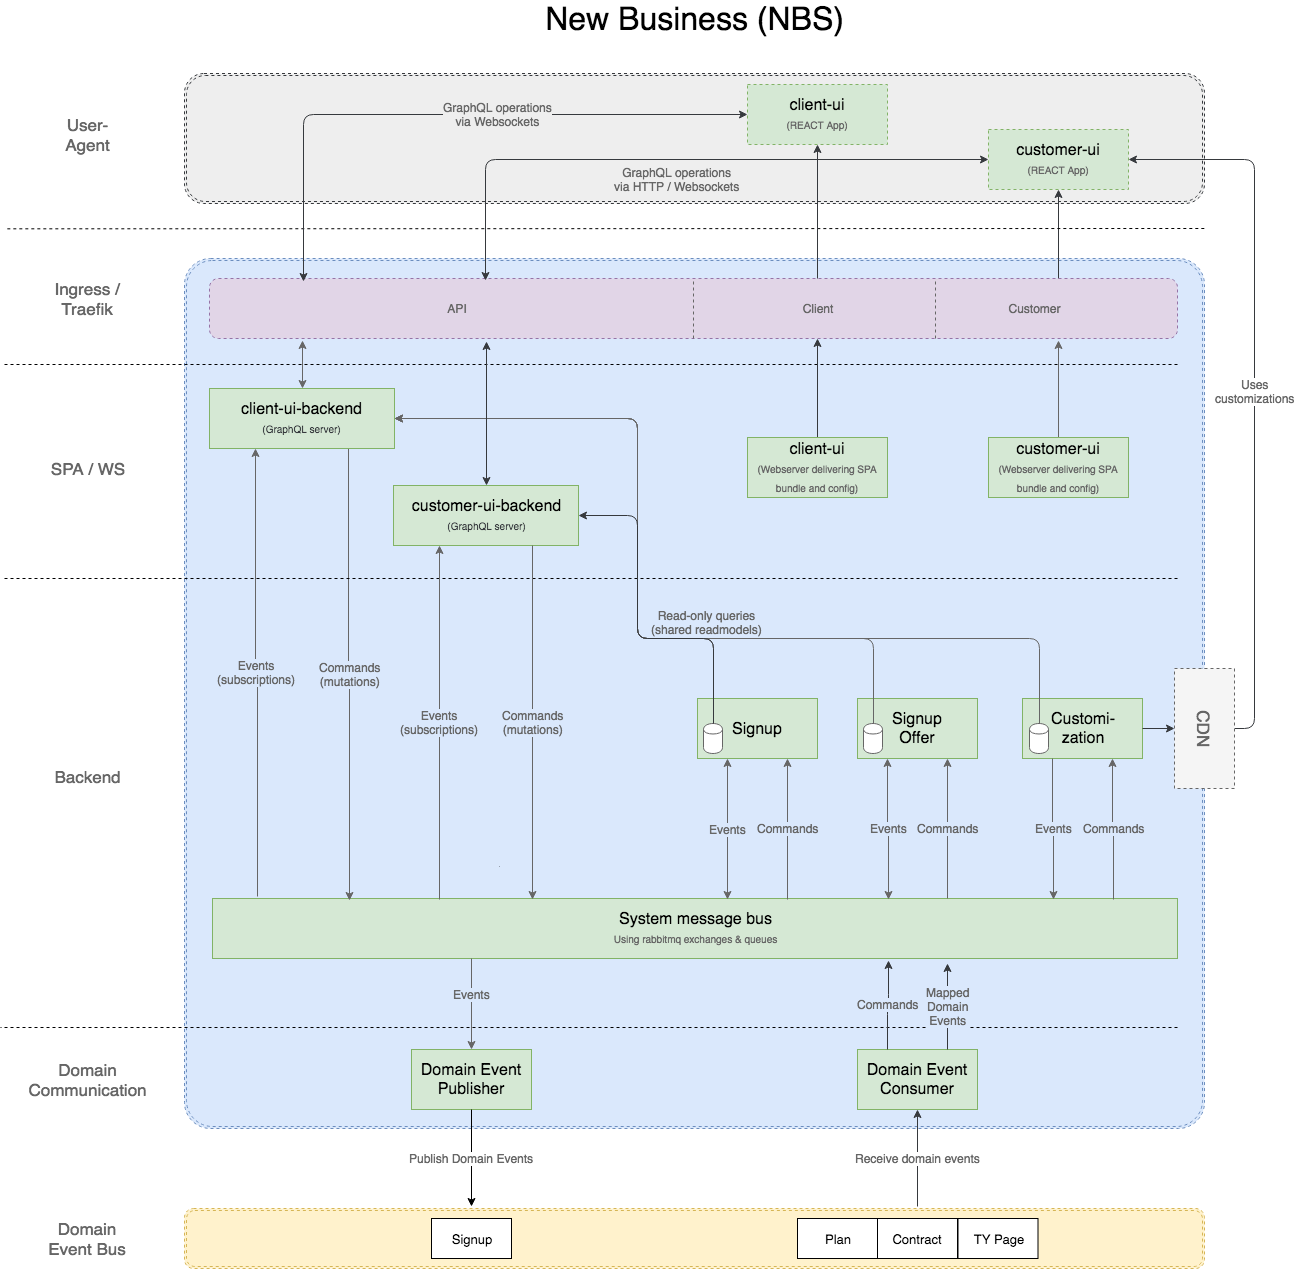 New Business (NBS)
User-
Agent
GraphQL operations
via Websockets
client-ui
(REACT App)
GraphQL operations
via HTTP / Websockets
customer-ui
(REACT App)
Ingress /
Traefik
API
Client
Customer
Uses
customizations
SPA / WS
client-ui-backend
(GraphQL server)
client-ui
(Webserver delivering SPA
bundle and config)
customer-ui
(Webserver delivering SPA
bundle and config)
customer-ui-backend
(GraphQL server)
Backend
Read-only queries
(shared readmodels)
Events
(subscriptions)
Commands
(mutations)
Events
(subscriptions)
Commands
(mutations)
Signup
Signup
Offer
Customi-
zation
CDN
Events
Commands
Events
Commands
Events
Commands
System message bus
Using rabbitmq exchanges & queues
Events
Commands
Mapped
Domain
Events
Domain
Communication
Domain Event
Publisher
Domain Event
Consumer
Publish Domain Events
Receive domain events
Domain
Event Bus
Signup
Plan
Contract
TY Page